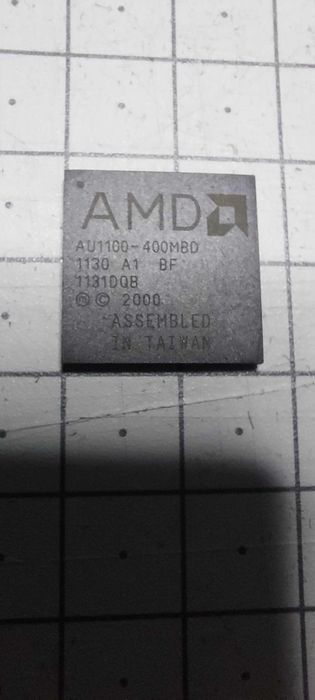 AMD
AU1100-400MBD
1130 A1 BF
1131DQB
Ⓜ © 2000
ASSEMBLED
IN TAIWAN